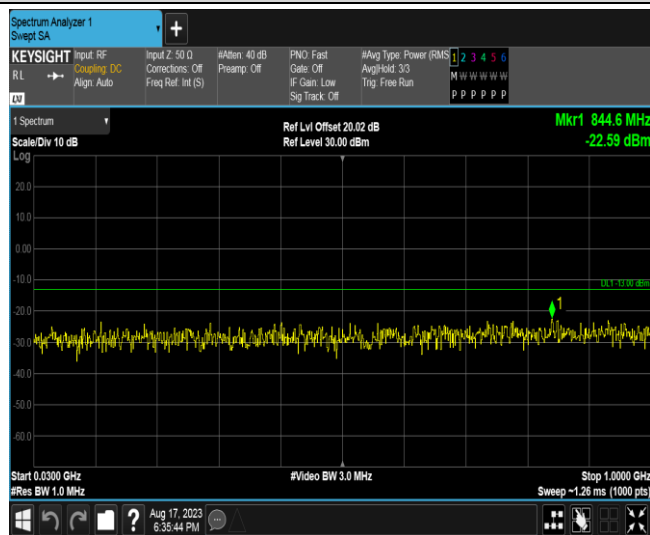 Spectrum Analyzer 1
Swept SA
+
KEYSIGHT
RL
LXI
Input: RF
Coupling: DC
Align: Auto
Input Z: 50 Ω
Corrections: Off
Freq Ref: Int (S)
#Atten: 40 dB
Preamp: Off
PNO: Fast
Gate: Off
IF Gain: Low
Sig Track: Off
#Avg Type: Power (RMS
Avg|Hold: 3/3
Trig: Free Run
1 2 3 4 5 6
M W W W W W
P P P P P P
1 Spectrum
Scale/Div 10 dB
Log
Ref Lvl Offset 20.02 dB
Ref Level 30.00 dBm
Mkr1 844.6 MHz
-22.59 dBm
20.0
10.0
0.00
-10.0
DL1 -13.00 dBm
-20.0
1
-30.0
-40.0
-50.0
-60.0
Start 0.0300 GHz
#Res BW 1.0 MHz
#Video BW 3.0 MHz
Stop 1.0000 GHz
Sweep ~1.26 ms (1000 pts)
?
Aug 17, 2023
6:35:44 PM